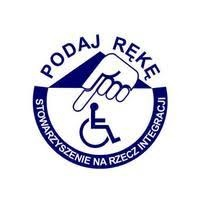 PODAJ RĘKĘ
STOWARZYSZENIE NA RZECZ INTEGRACJI